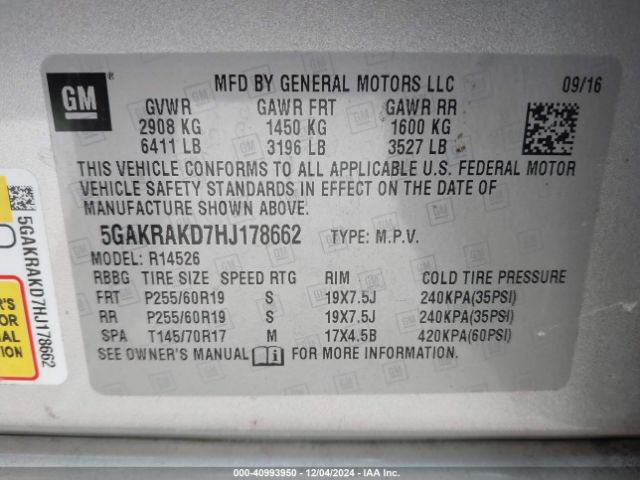 GM
MFD BY GENERAL MOTORS LLC 09/16
GVWR GAWR FRT GAWR RR
2908 KG 1450 KG 1600 KG
6411 LB 3196 LB 3527 LB
THIS VEHICLE CONFORMS TO ALL APPLICABLE U.S. FEDERAL MOTOR
VEHICLE SAFETY STANDARDS IN EFFECT ON THE DATE OF
MANUFACTURE SHOWN ABOVE.
5GAKRAKD7HJ178662 TYPE: M.P.V.
MODEL: R14526
RBBG TIRE SIZE SPEED RTG RIM COLD TIRE PRESSURE
FRT P255/60R19 S 19X7.5J 240KPA(35PSI)
RR P255/60R19 S 19X7.5J 240KPA(35PSI)
SPA T145/70R17 M 17X4.5B 420KPA(60PSI)
SEE OWNER'S MANUAL FOR MORE INFORMATION.
5GAKRAKD7HJ178662
000-40993950 - 12/04/2024 - IAA Inc.